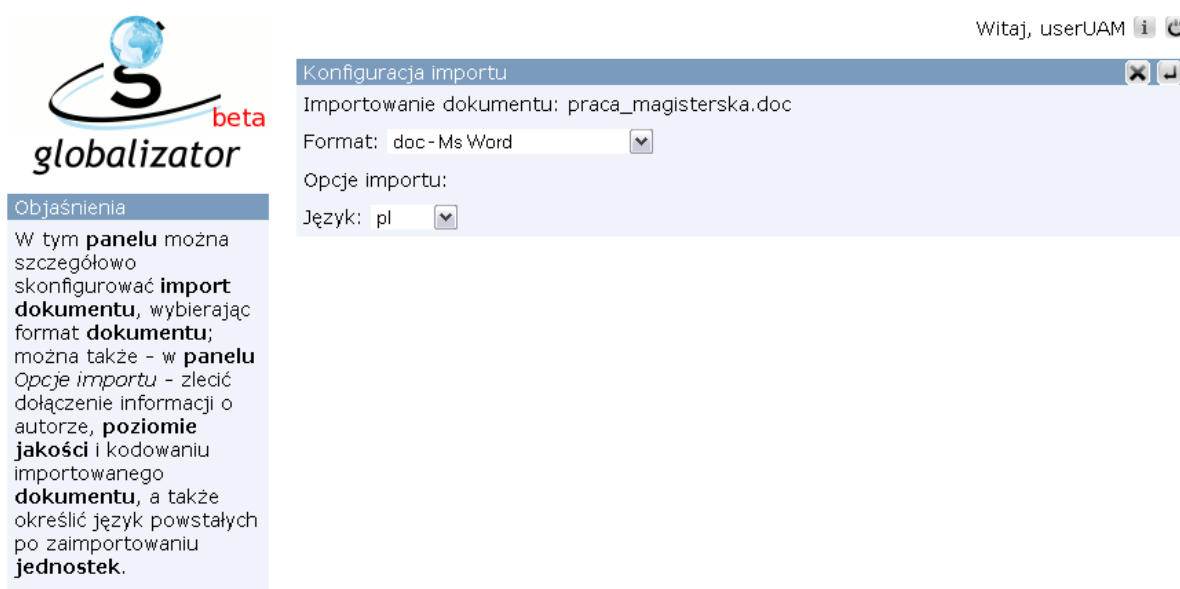 beta
globalizator
Objaśnienia
W tym panelu można
szczegółowo
skonfigurować import
dokumentu, wybierając
format dokumentu;
można także - w panelu
Opcje importu - zlecić
dołączenie informacji o
autorze, poziomie
jakości i kodowaniu
importowanego
dokumentu, a także
określić język powstałych
po zaimportowaniu
jednostek.
Witaj, userUAM i
Konfiguracja importu
Importowanie dokumentu: praca_magisterska.doc
Format: doc - Ms Word
Opcje importu:
Język: pl